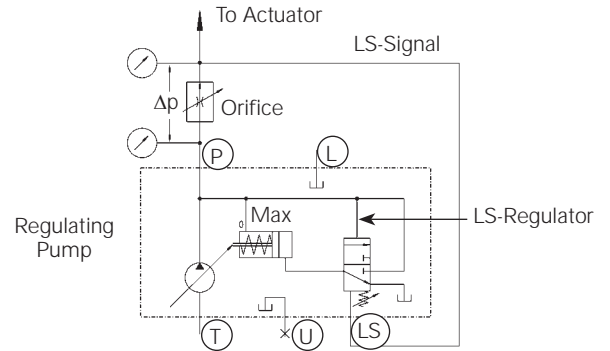 To Actuator
LS-Signal
Δp
Orifice
P
L
Max
o
LS-Regulator
Regulating
Pump
T
U
LS